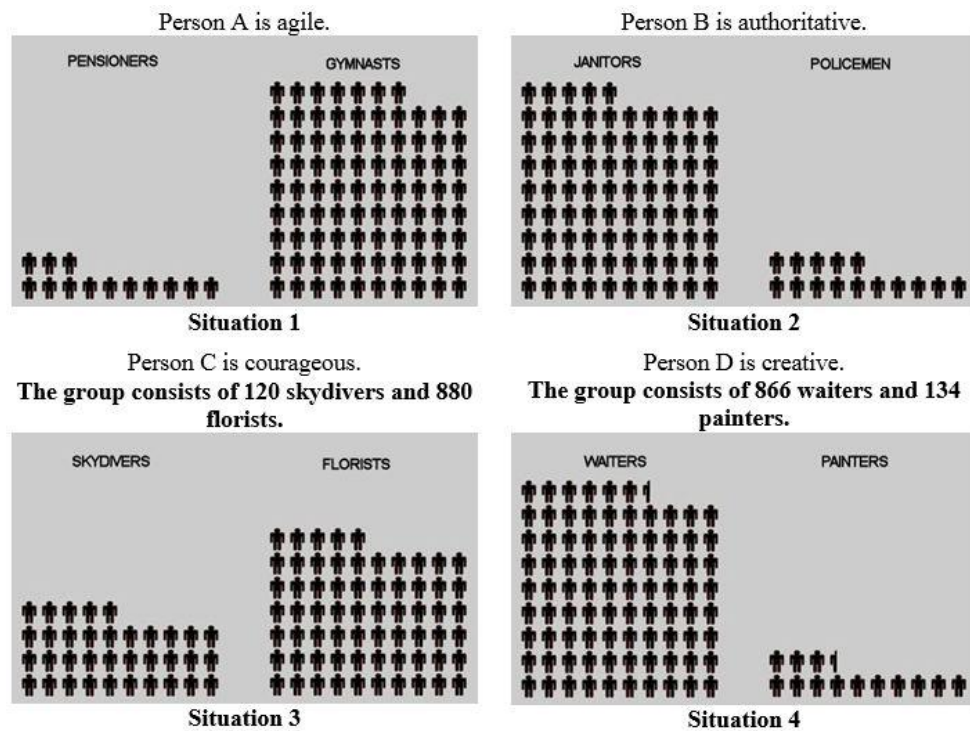 Person A is agile.
PENSIONERS GYMNASTS
Situation 1
Person B is authoritative.
JANITORS POLICEMEN
Situation 2
Person C is courageous.
The group consists of 120 skydivers and 880
florists.
SKYDIVERS FLORISTS
Situation 3
Person D is creative.
The group consists of 866 waiters and 134
painters.
WAITERS PAINTERS
Situation 4